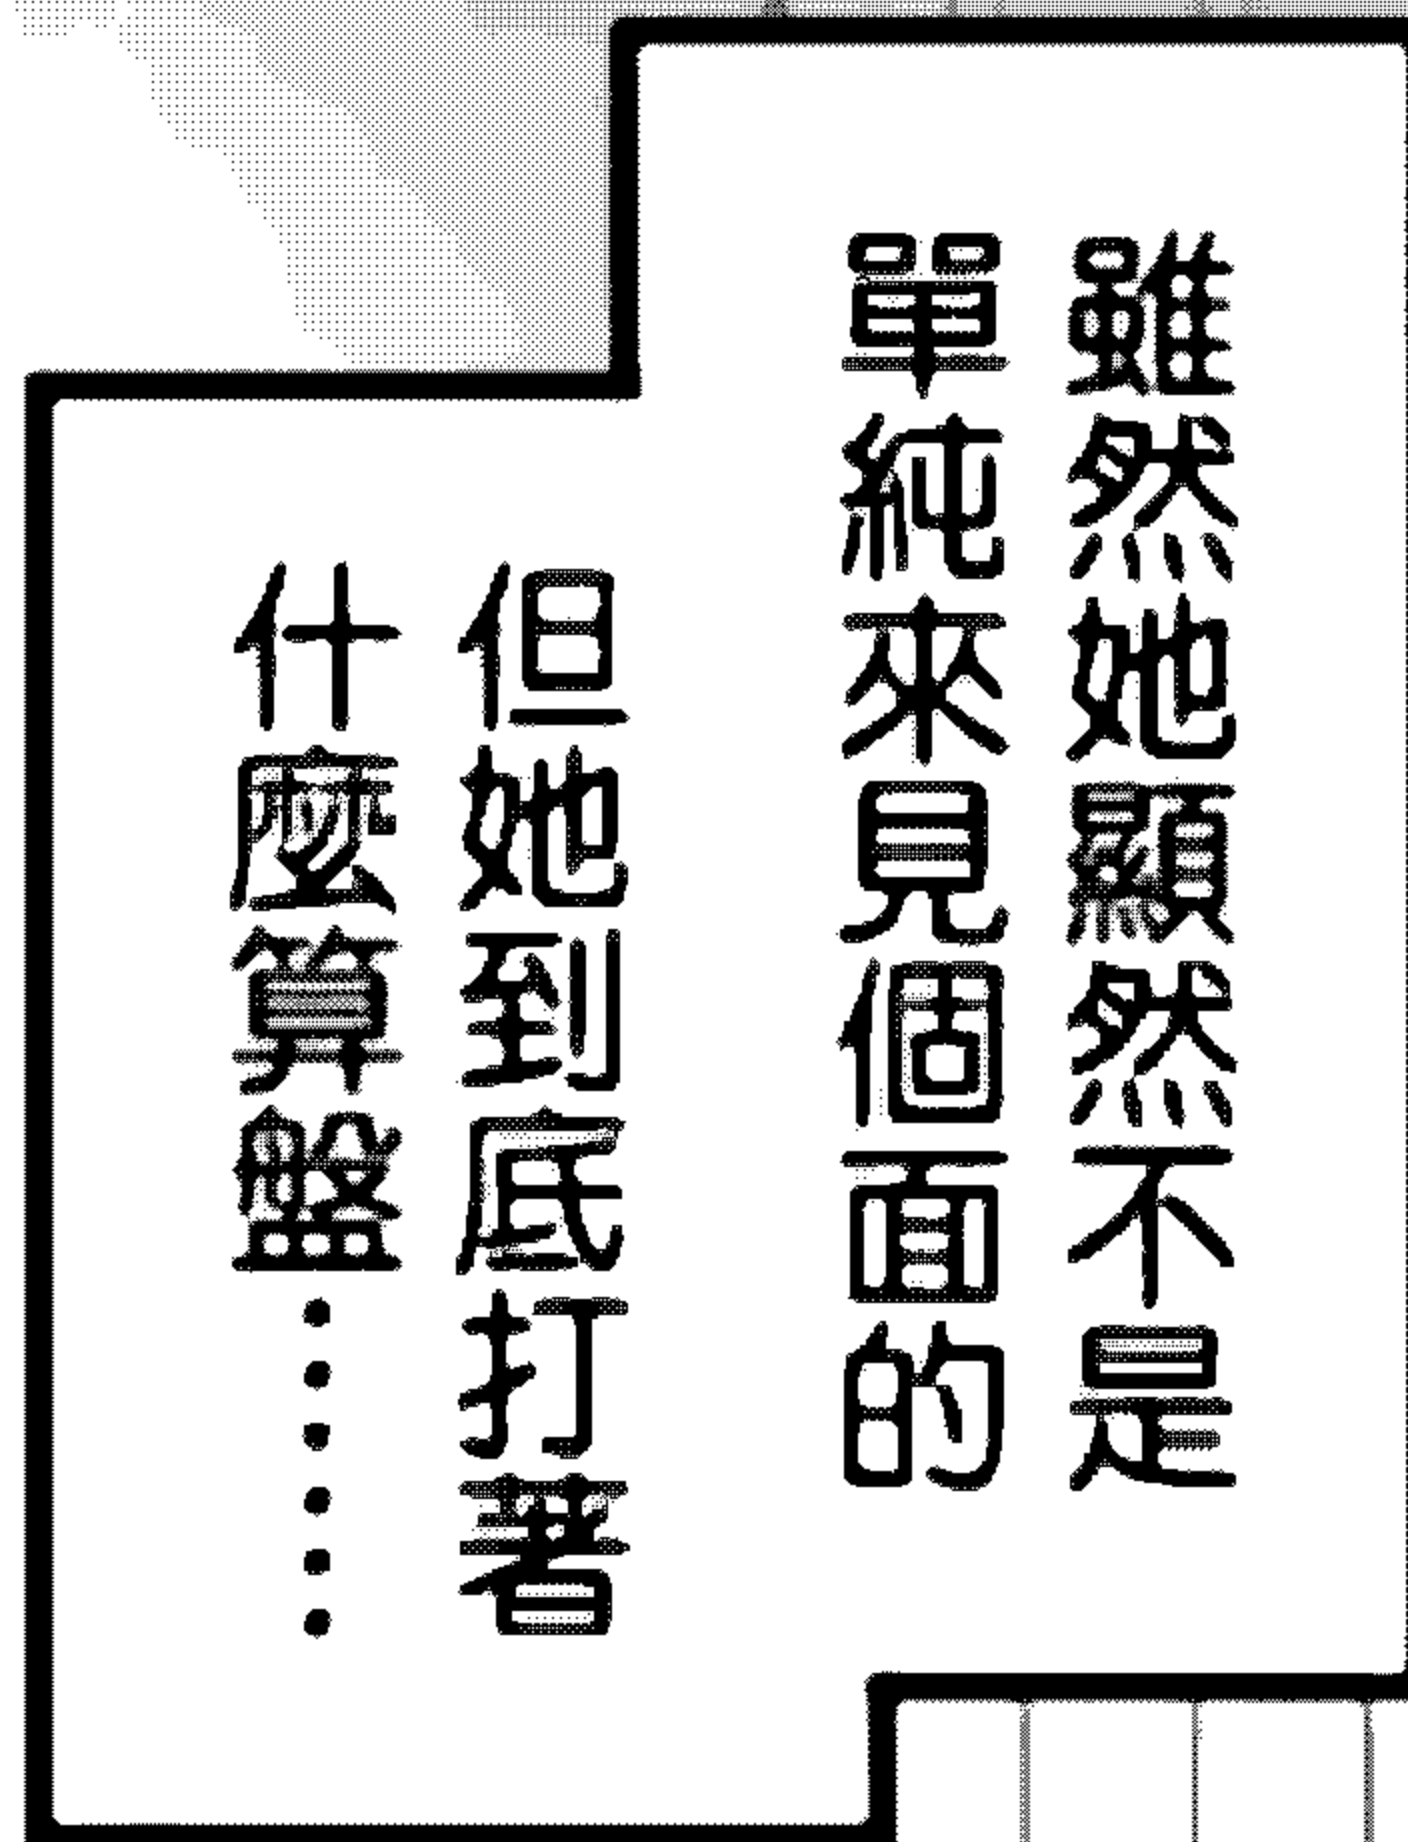 雖然她顯然不是
單純來見個面的
但她到底打著
什麼算盤⋯⋯